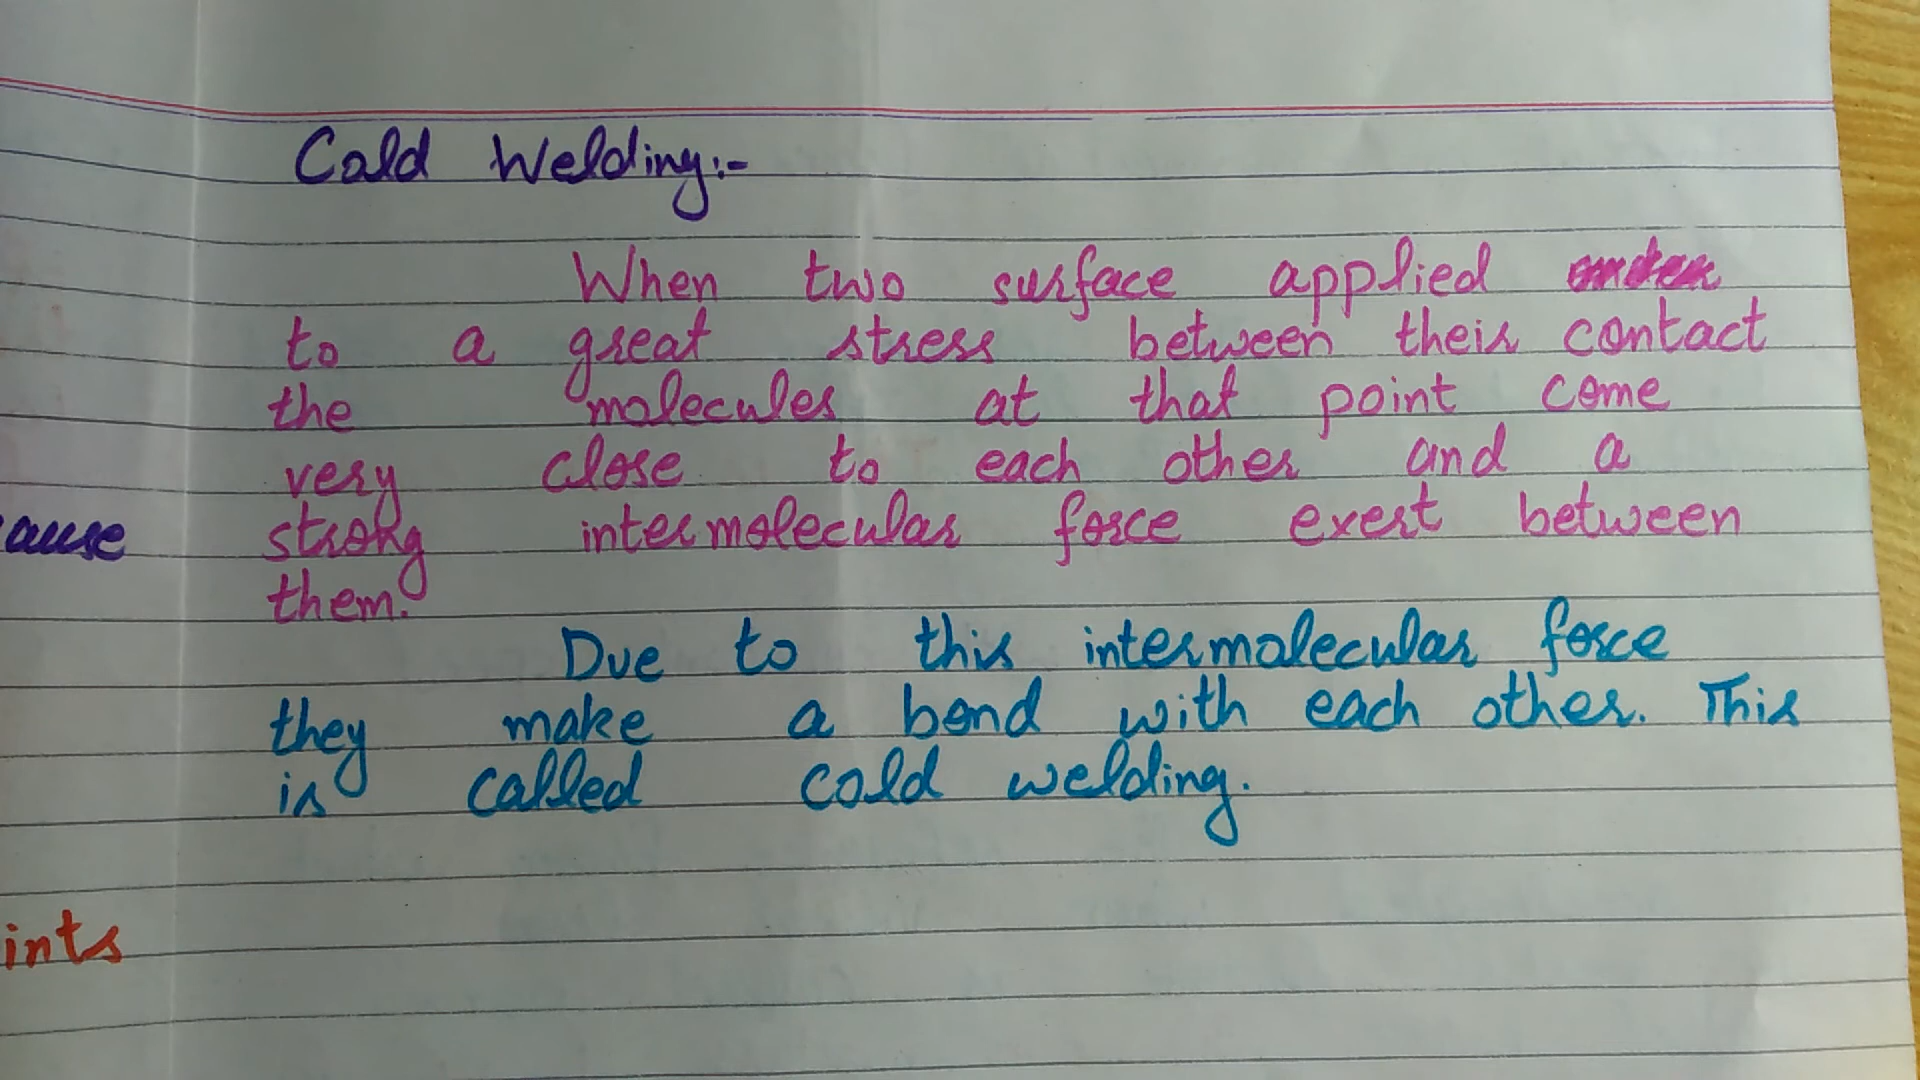 Cold Welding:-
When two surface applied
to a great stress between their contact
the molecules at that point come
very close to each other and a
strong intermolecular force exert between
them.
Due to this intermolecular force
they make a bond with each other. This
is called cold welding.
ause
ints